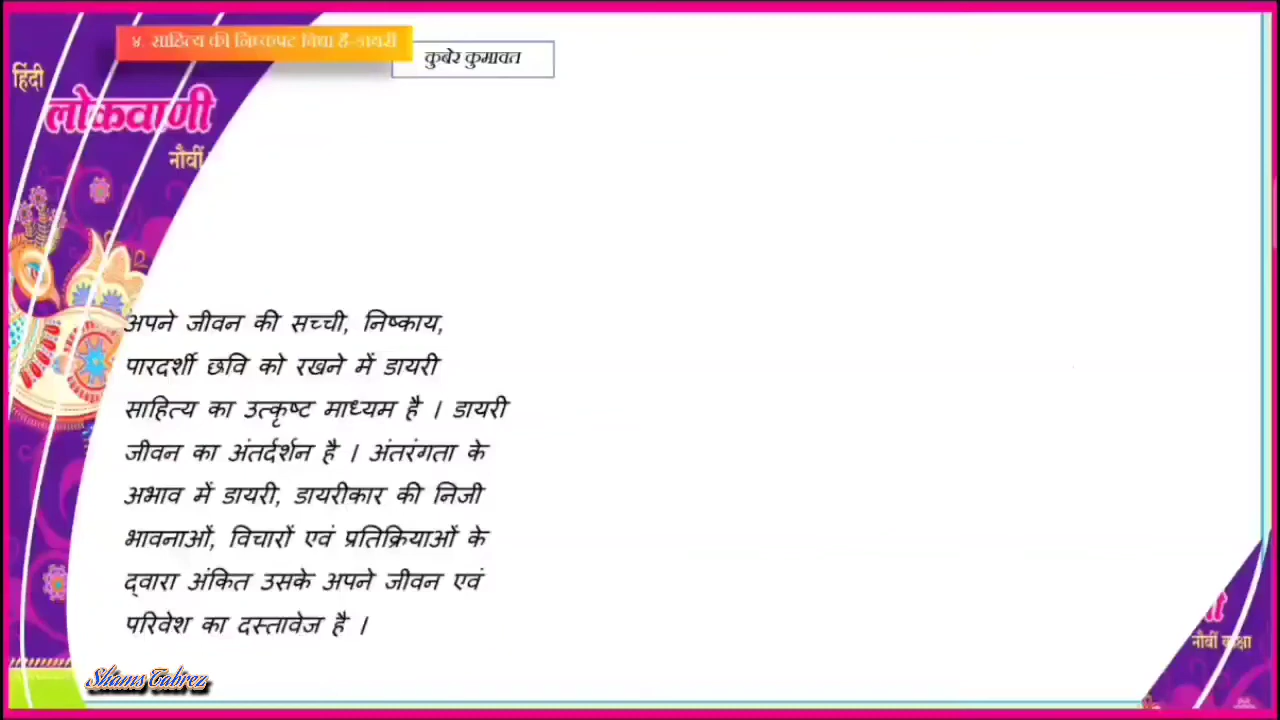 ४. साहित्य की निष्कपट विधा है-डायरी
कुबेर कुमावत
हिंदी
लोकवाणी
नौवीं
अपने जीवन की सच्ची, निष्काय,
पारदर्शी छवि को रखने में डायरी
साहित्य का उत्कृष्ट माध्यम है । डायरी
जीवन का अंतर्दर्शन है । अंतरंगता के
अभाव में डायरी, डायरीकार की निजी
भावनाओं, विचारों एवं प्रतिक्रियाओं के
द्वारा अंकित उसके अपने जीवन एवं
परिवेश का दस्तावेज है ।
Shams Tabrez
नौवीं कक्षा